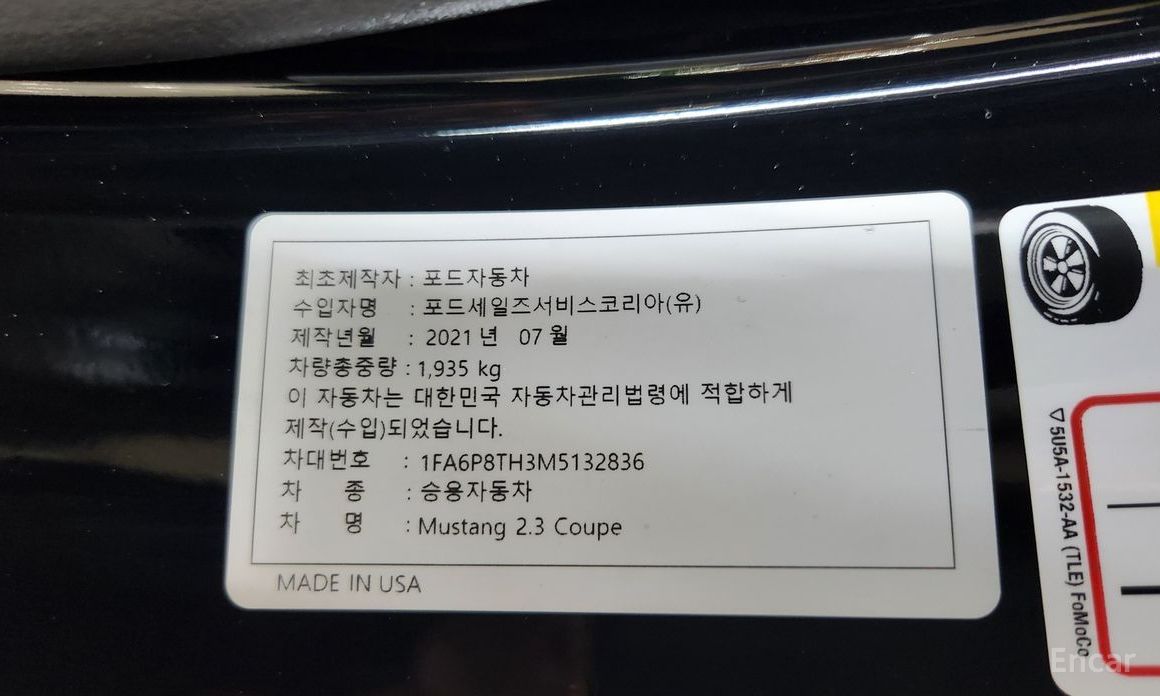 최초제작자 : 포드자동차
수입자명 : 포드세일즈서비스코리아(유)
제작년월 : 2021 년 07 월
차량총중량 : 1,935 kg
이 자동차는 대한민국 자동차관리법령에 적합하게
제작(수입)되었습니다.
차대번호 : 1FA6P8TH3M5132836
차 종 : 승용자동차
차 명 : Mustang 2.3 Coupe
MADE IN USA
▽ 5U5A-1532-AA (TLE) FoMoCo
Encar